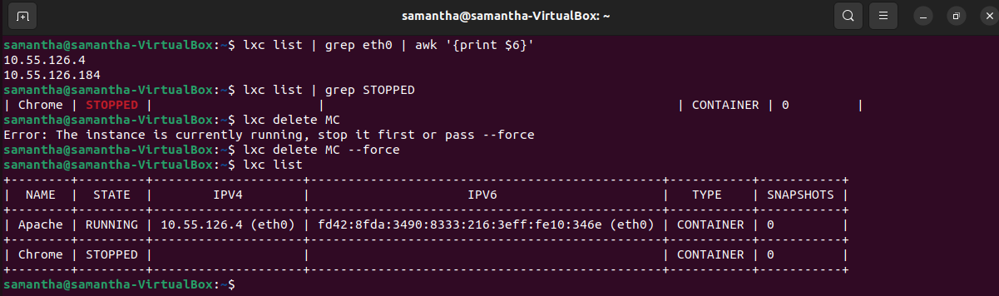 samantha@samantha-VirtualBox: ~
samantha@samantha-VirtualBox:~$ lxc list | grep eth0 | awk '{print $6}'
10.55.126.4
10.55.126.184
samantha@samantha-VirtualBox:~$ lxc list | grep STOPPED
| Chrome | STOPPED |                      |                                               | CONTAINER | 0         |
samantha@samantha-VirtualBox:~$ lxc delete MC
Error: The instance is currently running, stop it first or pass --force
samantha@samantha-VirtualBox:~$ lxc delete MC --force
samantha@samantha-VirtualBox:~$ lxc list
+--------+---------+--------------------+-----------------------------------------------+-----------+-----------+
|  NAME  |  STATE  |        IPV4        |                     IPV6                      |   TYPE    | SNAPSHOTS |
+--------+---------+--------------------+-----------------------------------------------+-----------+-----------+
| Apache | RUNNING | 10.55.126.4 (eth0) | fd42:8fda:3490:8333:216:3eff:fe10:346e (eth0) | CONTAINER | 0         |
+--------+---------+--------------------+-----------------------------------------------+-----------+-----------+
| Chrome | STOPPED |                    |                                               | CONTAINER | 0         |
+--------+---------+--------------------+-----------------------------------------------+-----------+-----------+
samantha@samantha-VirtualBox:~$